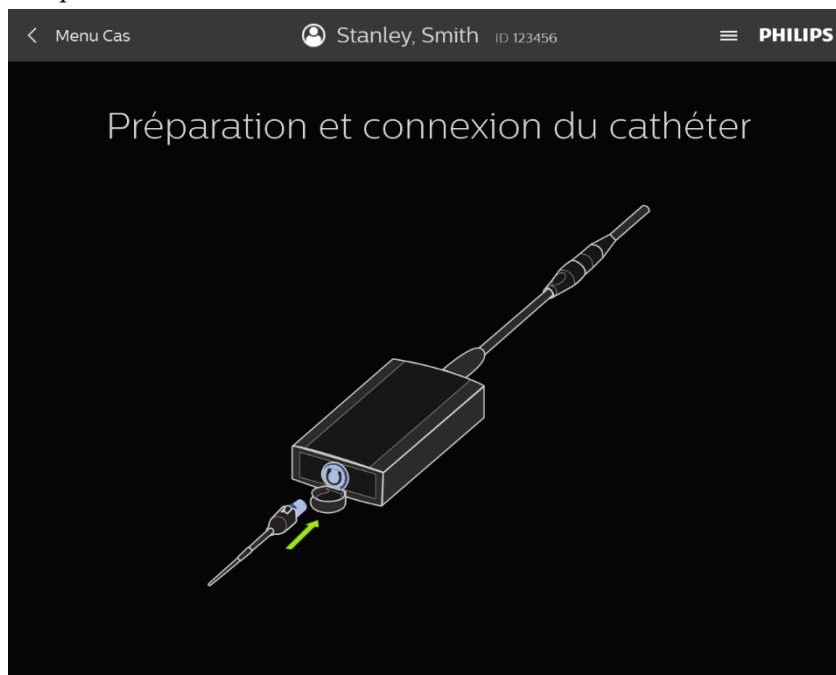 Menu Cas
Stanley, Smith ID 123456
PHILIPS
Préparation et connexion du cathéter